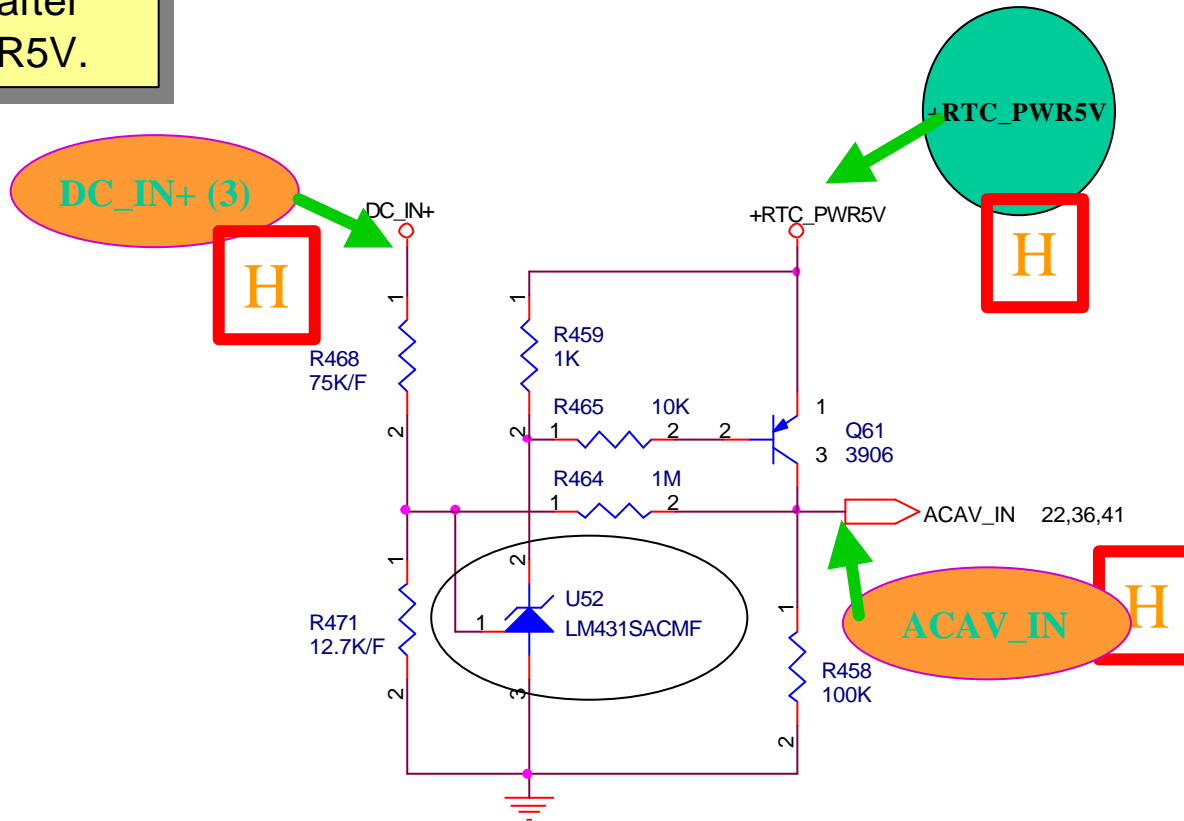 after
R5V.
+RTC_PWR5V
DC_IN+ (3)
DC_IN+
+RTC_PWR5V
H
H
1
1
R459
1K
R468
75K/F
R465 10K
1
2
2
1
2
2
Q61
3906
3
R464 1M
1
2
ACAV_IN 22,36,41
1
2
U52
LM431SACMF
1
R471
12.7K/F
1
ACAV_IN
H
R458
100K
2
3
2